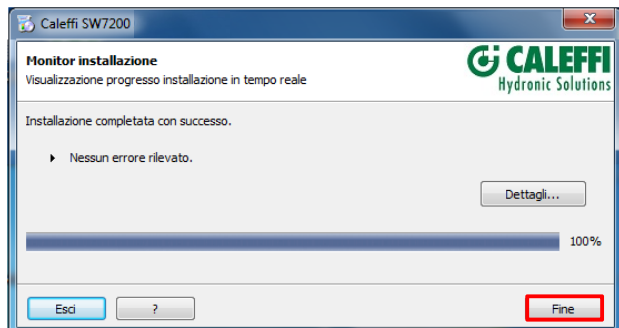 Caleffi SW7200
Monitor installazione
Visualizzazione progresso installazione in tempo reale
CALEFFI
Hydronic Solutions
Installazione completata con successo.
Nessun errore rilevato.
Dettagli...
100%
Esci
?
Fine